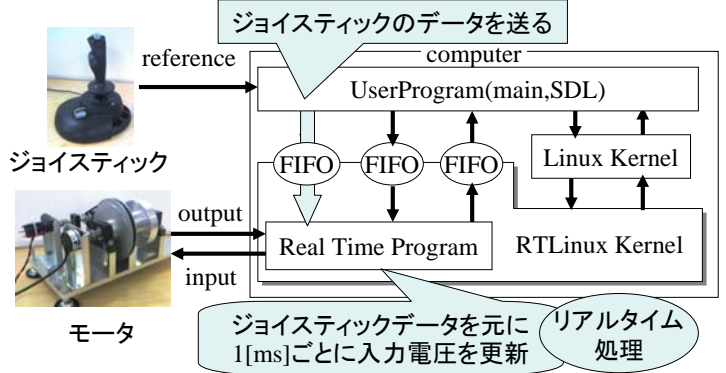 ジョイスティックのデータを送る
computer
reference
UserProgram(main,SDL)
ジョイスティック
FIFO
FIFO
FIFO
Linux Kernel
output
Real Time Program
RTLinux Kernel
input
モータ
ジョイスティックデータを元に
1[ms]ごとに入力電圧を更新
リアルタイム
処理